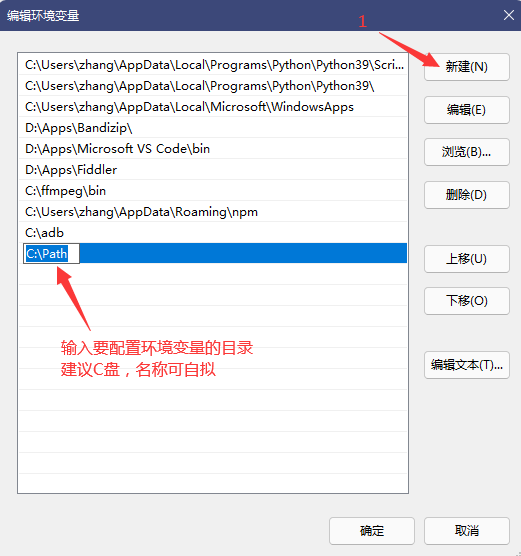 编辑环境变量
1
C:\Users\zhang\AppData\Local\Programs\Python\Python39\Scri...
新建(N)
C:\Users\zhang\AppData\Local\Programs\Python\Python39\
C:\Users\zhang\AppData\Local\Microsoft\WindowsApps
编辑(E)
D:\Apps\Bandizip\
D:\Apps\Microsoft VS Code\bin
浏览(B)...
D:\Apps\Fiddler
C:\ffmpeg\bin
删除(D)
C:\Users\zhang\AppData\Roaming\npm
C:\adb
C:\Path
上移(U)
下移(O)
输入要配置环境变量的目录
建议C盘，名称可自拟
编辑文本(T)...
确定
取消